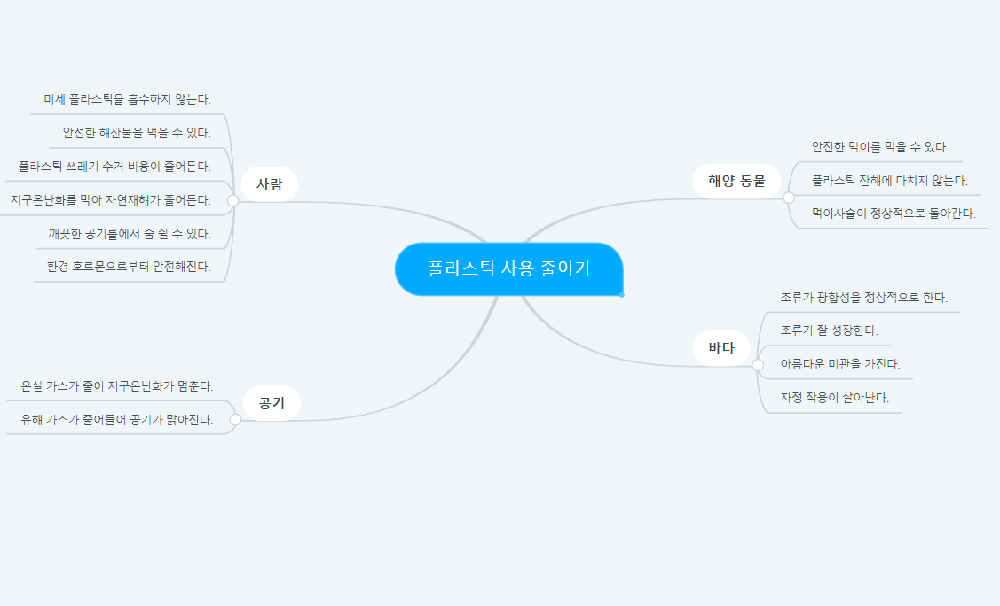 플라스틱 사용 줄이기
사람
미세 플라스틱을 흡수하지 않는다.
안전한 해산물을 먹을 수 있다.
플라스틱 쓰레기 수거 비용이 줄어든다.
지구온난화를 막아 자연재해가 줄어든다.
깨끗한 공기를에서 숨 쉴 수 있다.
환경 호르몬으로부터 안전해진다.
공기
온실 가스가 줄어 지구온난화가 멈춘다.
유해 가스가 줄어들어 공기가 맑아진다.
해양 동물
안전한 먹이를 먹을 수 있다.
플라스틱 잔해에 다치지 않는다.
먹이사슬이 정상적으로 돌아간다.
바다
조류가 광합성을 정상적으로 한다.
조류가 잘 성장한다.
아름다운 미관을 가진다.
자정 작용이 살아난다.